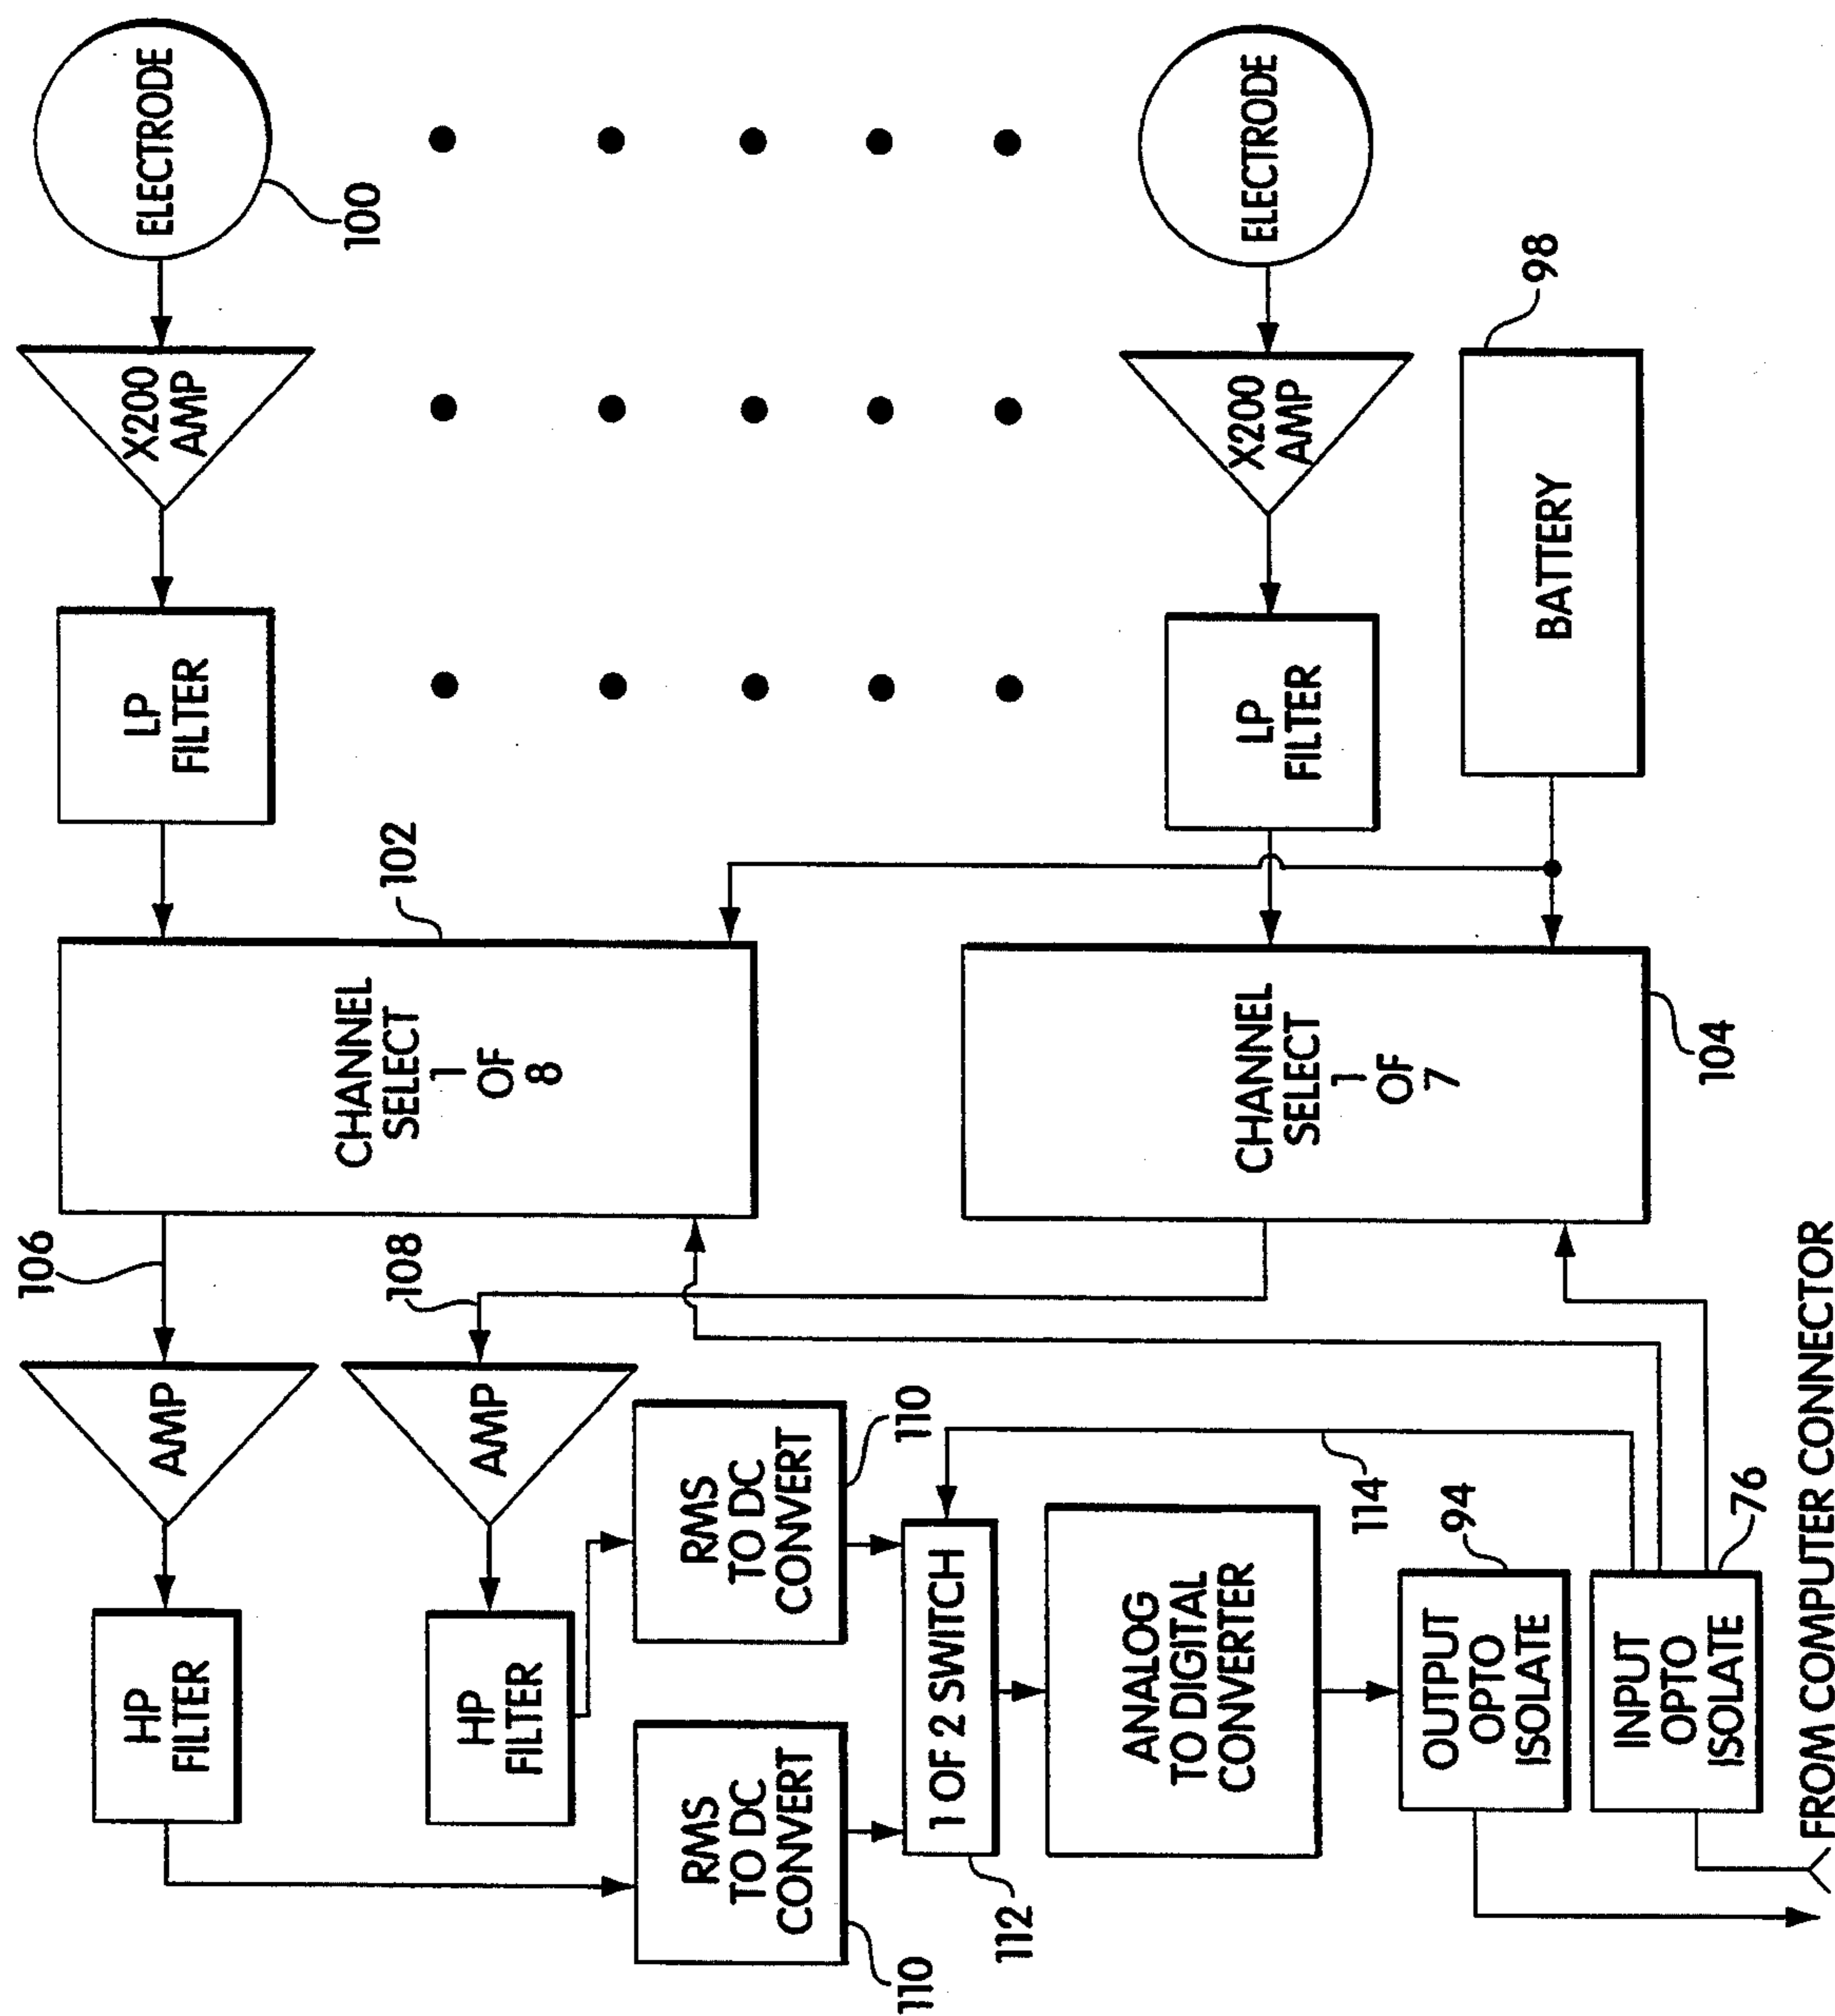 ELECTRODE
100
X200
AMP
LP
FILTER
102
CHANNEL
SELECT
1
OF
8
106
AMP
HP
FILTER
ELECTRODE
X200
AMP
LP
FILTER
98
BATTERY
CHANNEL
SELECT
1
OF
7
104
108
AMP
HP
FILTER
RMS
TO DC
CONVERT
110
RMS
TO DC
CONVERT
110
1 OF 2 SWITCH
112
114
ANALOG
TO DIGITAL
CONVERTER
94
OUTPUT
OPTO
ISOLATE
76
INPUT
OPTO
ISOLATE
FROM COMPUTER CONNECTOR